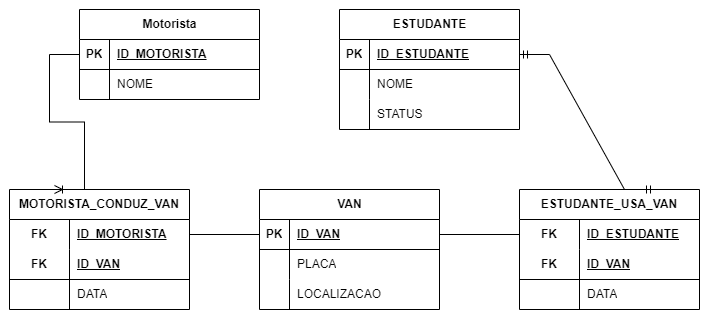 Motorista
PK ID_MOTORISTA
NOME
ESTUDANTE
PK ID_ESTUDANTE
NOME
STATUS
MOTORISTA_CONDUZ_VAN
FK ID_MOTORISTA
FK ID_VAN
DATA
VAN
PK ID_VAN
PLACA
LOCALIZACAO
ESTUDANTE_USA_VAN
FK ID_ESTUDANTE
FK ID_VAN
DATA